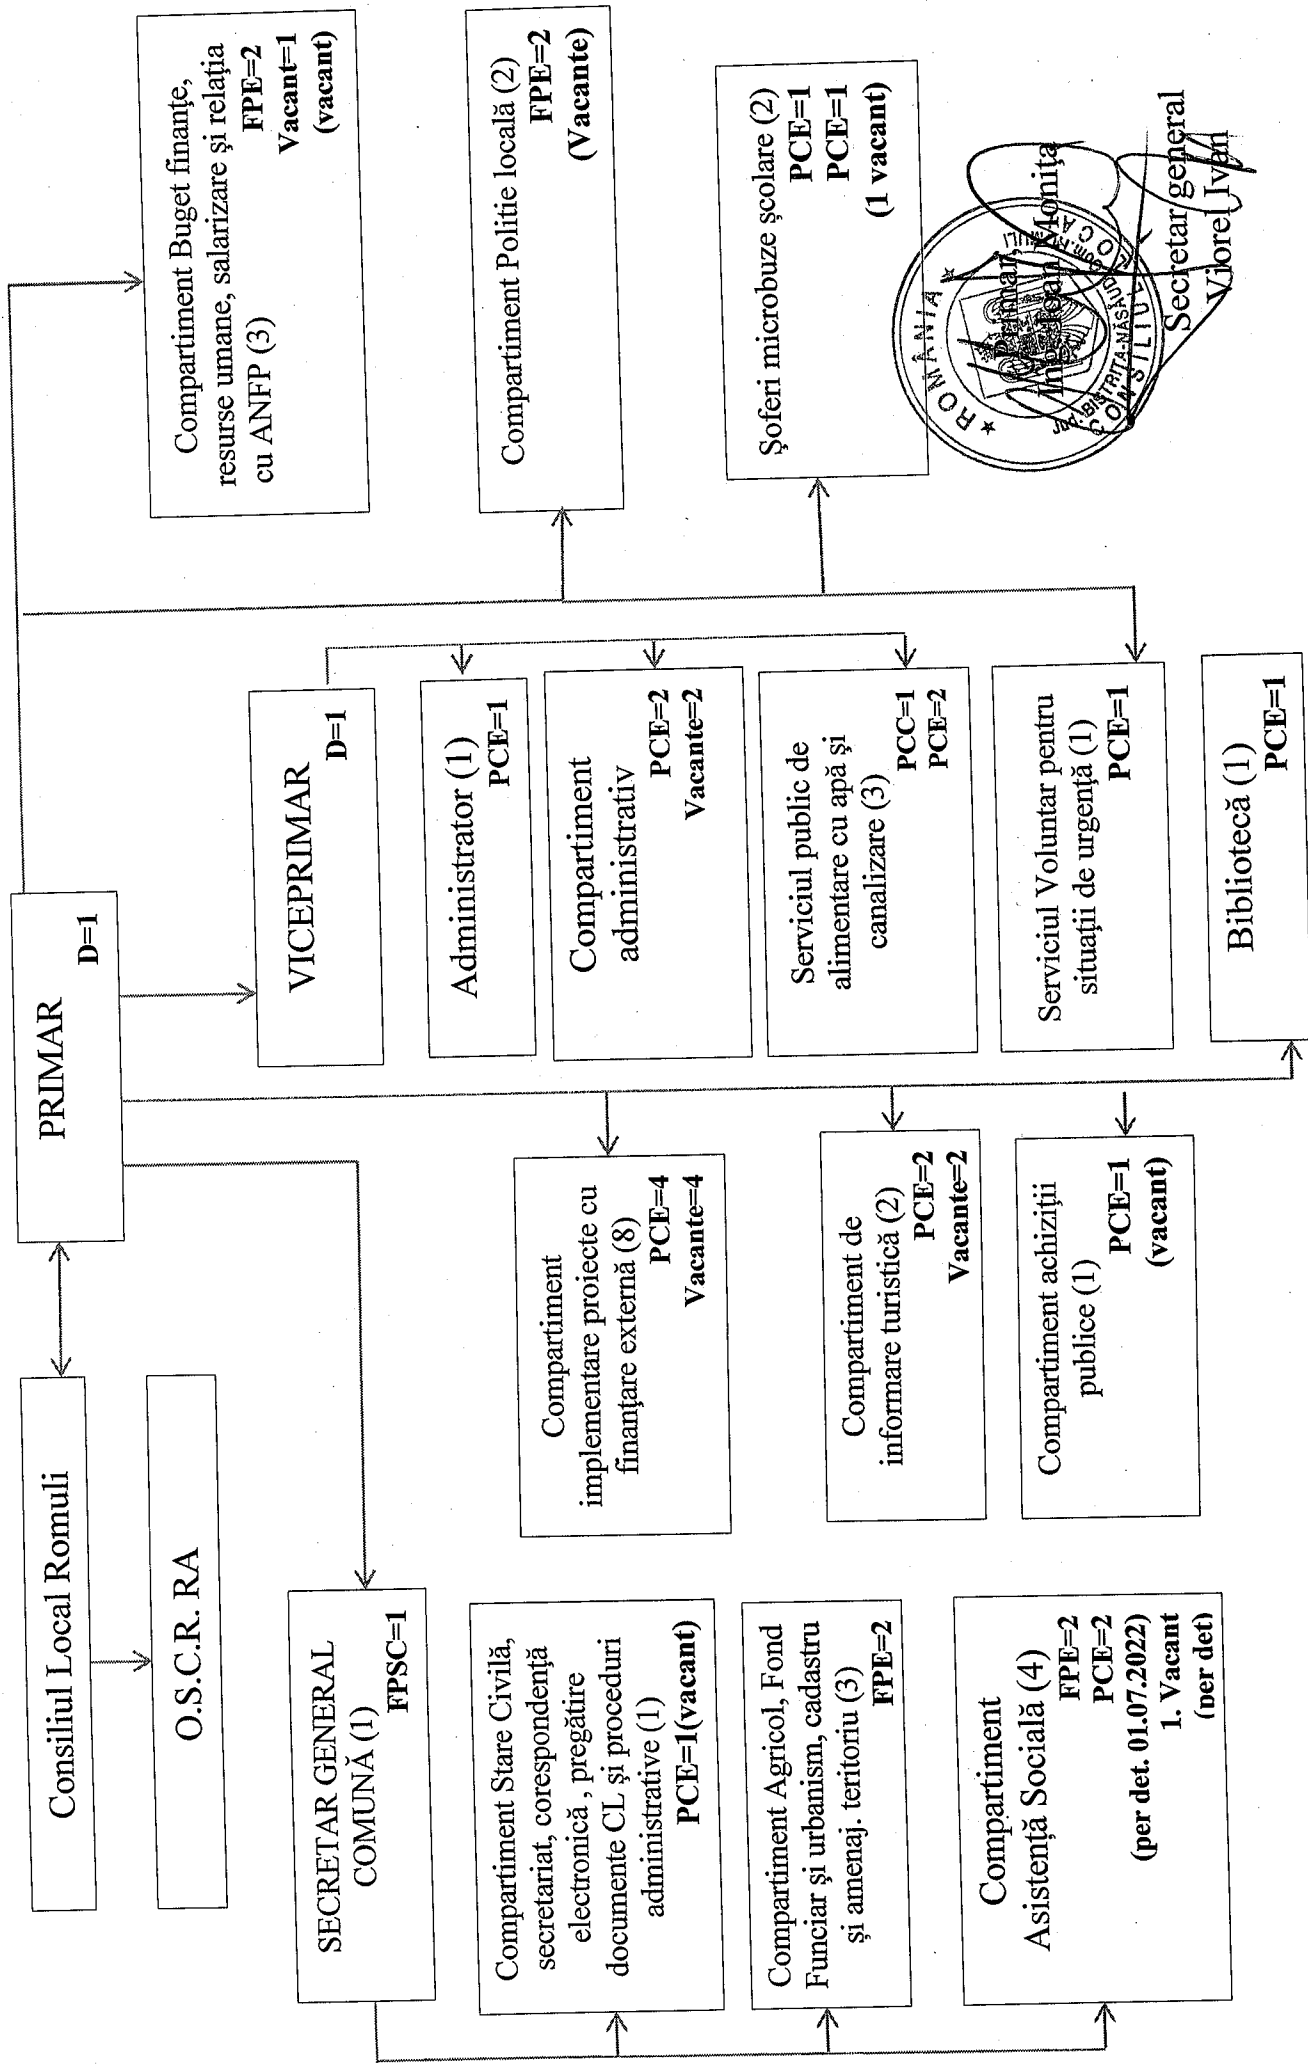 Consiliul Local Romuli
O.S.C.R. RA
PRIMAR
D=1
SECRETAR GENERAL
COMUNĂ (1)
FPSC=1
Compartiment Stare Civilă,
secretariat, corespondență
electronică , pregătire
documente CL și proceduri
administrative (1)
PCE=1(vacant)
Compartiment Agricol, Fond
Funciar și urbanism, cadastru
și amenaj. teritoriu (3)
FPE=2
Compartiment
Asistență Socială (4)
FPE=2
PCE=2
(per det. 01.07.2022)
1. Vacant
(per det)
Compartiment
implementare proiecte cu
finanțare externă (8)
PCE=4
Vacante=4
Compartiment de
informare turistică (2)
PCE=2
Vacante=2
Compartiment achiziții
publice (1)
PCE=1
(vacant)
VICEPRIMAR
D=1
Administrator (1)
PCE=1
Compartiment
administrativ
PCE=2
Vacante=2
Serviciul public de
alimentare cu apă și
canalizare (3)
PCC=1
PCE=2
Serviciul Voluntar pentru
situații de urgență (1)
PCE=1
Bibliotecă (1)
PCE=1
Compartiment Buget finanțe,
resurse umane, salarizare și relația
cu ANFP (3)
FPE=2
Vacant=1
(vacant)
Compartiment Politie locală (2)
FPE=2
(Vacante)
Șoferi microbuze școlare (2)
PCE=1
PCE=1
(1 vacant)
Primar,
Ing. Ioan Monița
★ ROMÂNIA ★
Jud. BISTRIȚA-NĂSĂUD
CONSILIUL LOCAL
Secretar general
Viorel Ivan